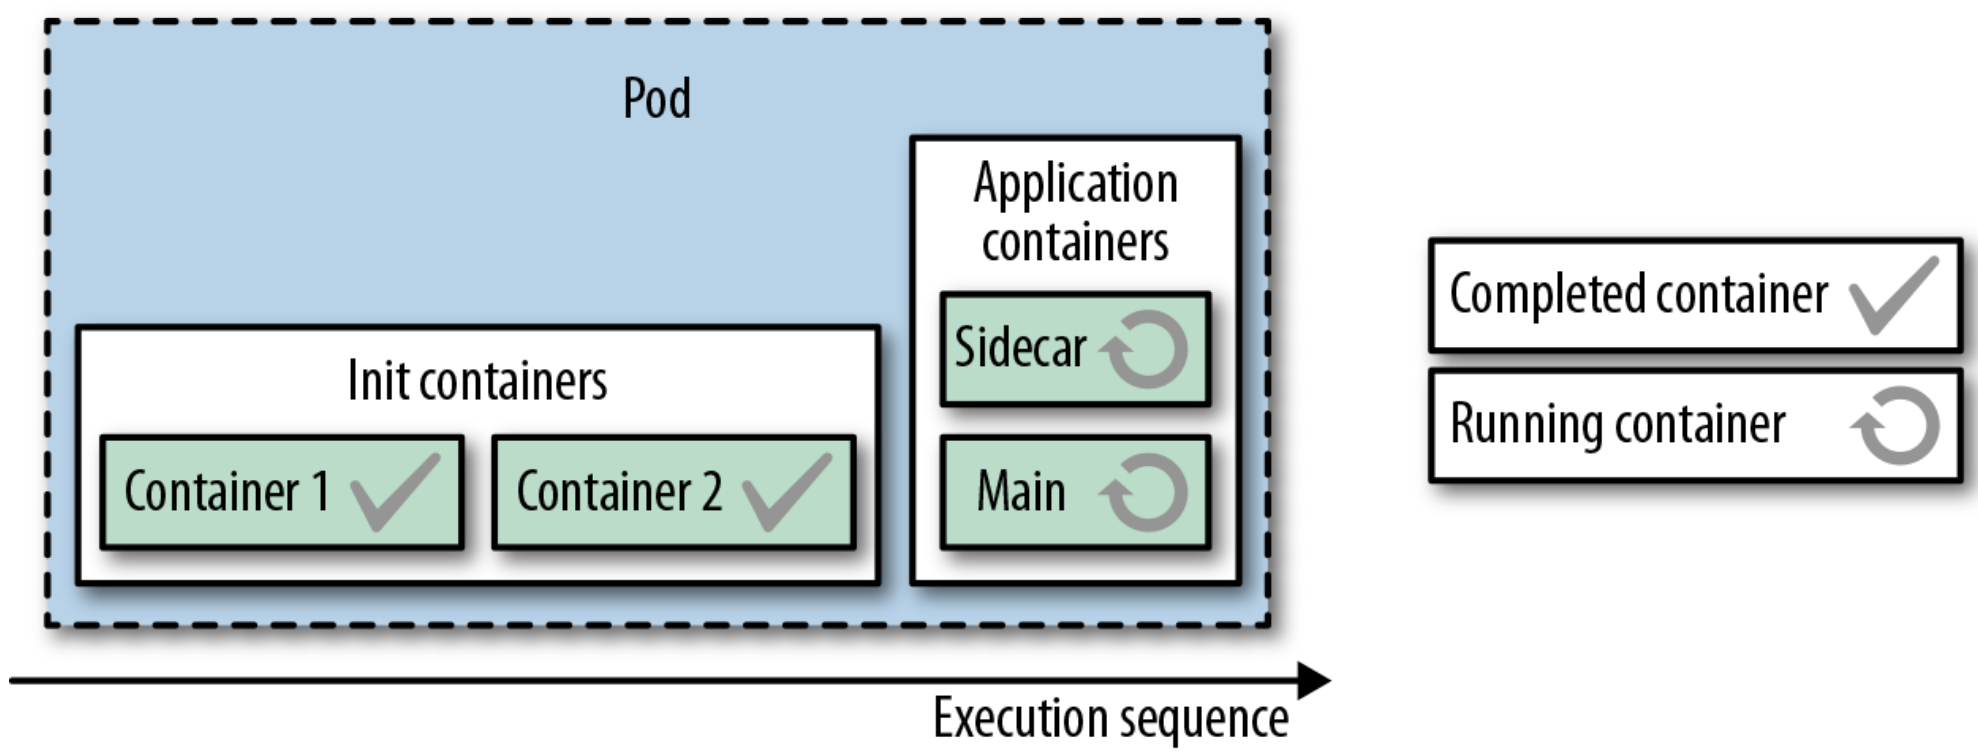 Pod
Application
containers
Sidecar
Main
Init containers
Container 1
Container 2
Completed container
Running container
Execution sequence